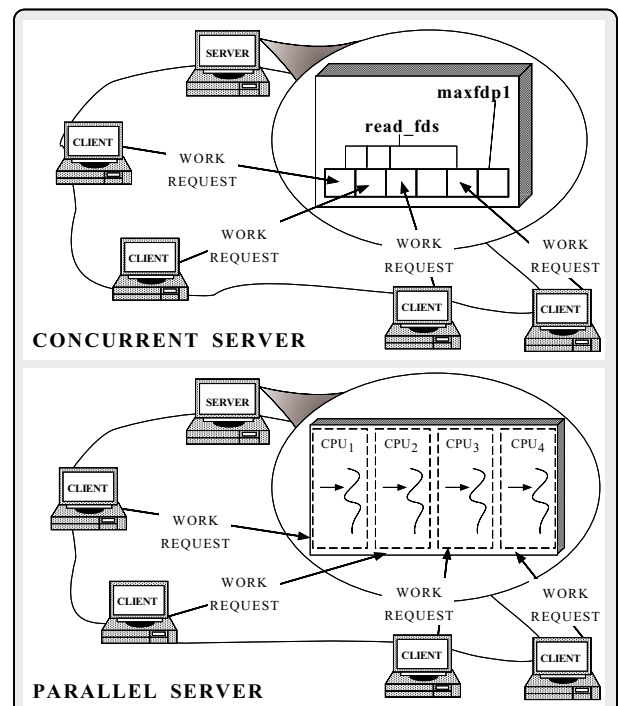 SERVER
maxfdp1
read_fds
CLIENT
WORK
REQUEST
WORK
REQUEST
CLIENT
WORK
REQUEST
WORK
REQUEST
CLIENT
CLIENT
CONCURRENT SERVER
SERVER
CPU1 CPU2 CPU3 CPU4
CLIENT
WORK
REQUEST
WORK
REQUEST
CLIENT
WORK
REQUEST
WORK
REQUEST
CLIENT
CLIENT
PARALLEL SERVER